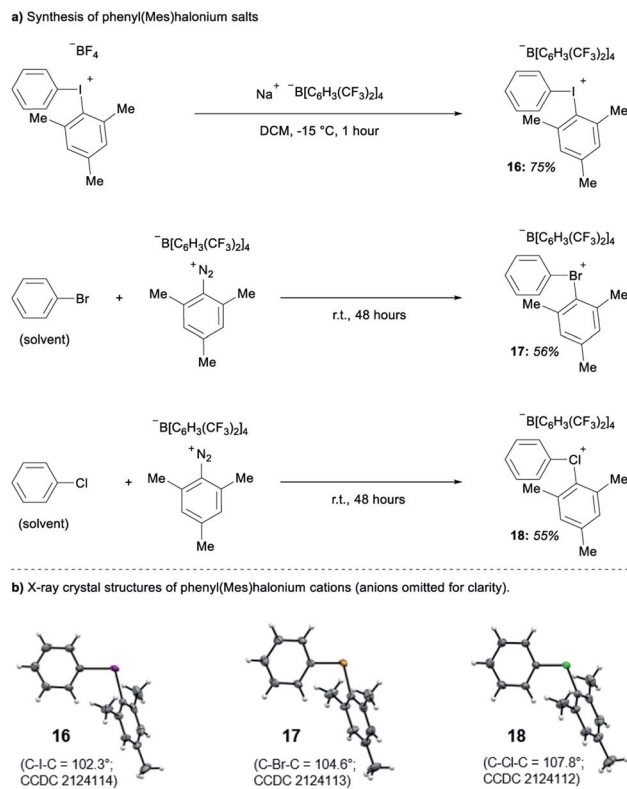 a) Synthesis of phenyl(Mes)halonium salts
⁻BF₄
I⁺
Me
Me
Me
Na⁺ ⁻B[C₆H₃(CF₃)₂]₄
DCM, -15 °C, 1 hour
⁻B[C₆H₃(CF₃)₂]₄
I⁺
Me
Me
16: 75%
Me
Br
(solvent)
+
⁻B[C₆H₃(CF₃)₂]₄
⁺N₂
Me
Me
Me
r.t., 48 hours
⁻B[C₆H₃(CF₃)₂]₄
Br⁺
Me
Me
17: 56%
Me
Cl
(solvent)
+
⁻B[C₆H₃(CF₃)₂]₄
⁺N₂
Me
Me
Me
r.t., 48 hours
⁻B[C₆H₃(CF₃)₂]₄
Cl⁺
Me
Me
18: 55%
Me
b) X-ray crystal structures of phenyl(Mes)halonium cations (anions omitted for clarity).
16
(C-I-C = 102.3°;
CCDC 2124114)
17
(C-Br-C = 104.6°;
CCDC 2124113)
18
(C-Cl-C = 107.8°;
CCDC 2124112)